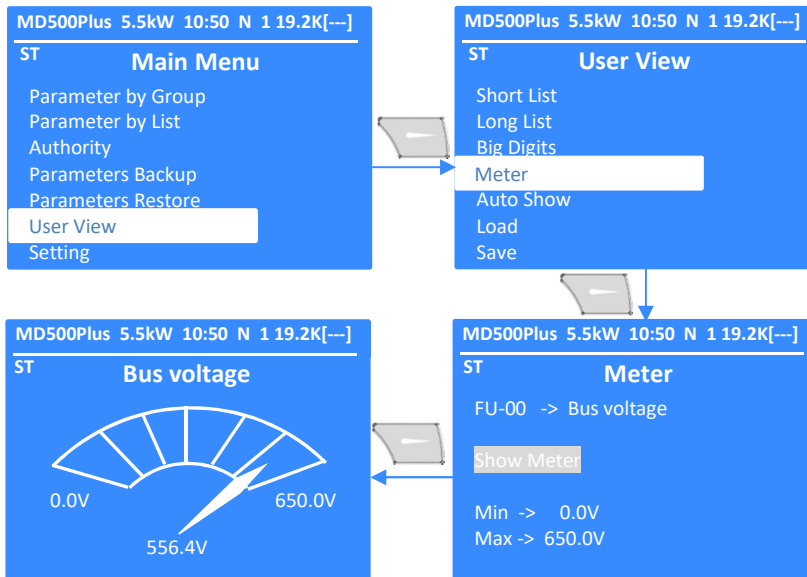 MD500Plus 5.5kW 10:50 N 1 19.2K[---]
ST
Main Menu
Parameter by Group
Parameter by List
Authority
Parameters Backup
Parameters Restore
User View
Setting
MD500Plus 5.5kW 10:50 N 1 19.2K[---]
ST
User View
Short List
Long List
Big Digits
Meter
Auto Show
Load
Save
MD500Plus 5.5kW 10:50 N 1 19.2K[---]
ST
Meter
FU-00 -> Bus voltage
Show Meter
Min -> 0.0V
Max -> 650.0V
MD500Plus 5.5kW 10:50 N 1 19.2K[---]
ST
Bus voltage
0.0V 650.0V
556.4V